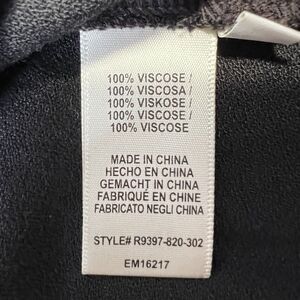 100% VISCOSE /
100% VISCOSA /
100% VISKOSE /
100% VISCOSE /
100% VISCOSE
MADE IN CHINA
HECHO EN CHINA
GEMACHT IN CHINA
FABRIQUÉ EN CHINE
FABRICATO NEGLI CHINA
STYLE# R9397-820-302
EM16217